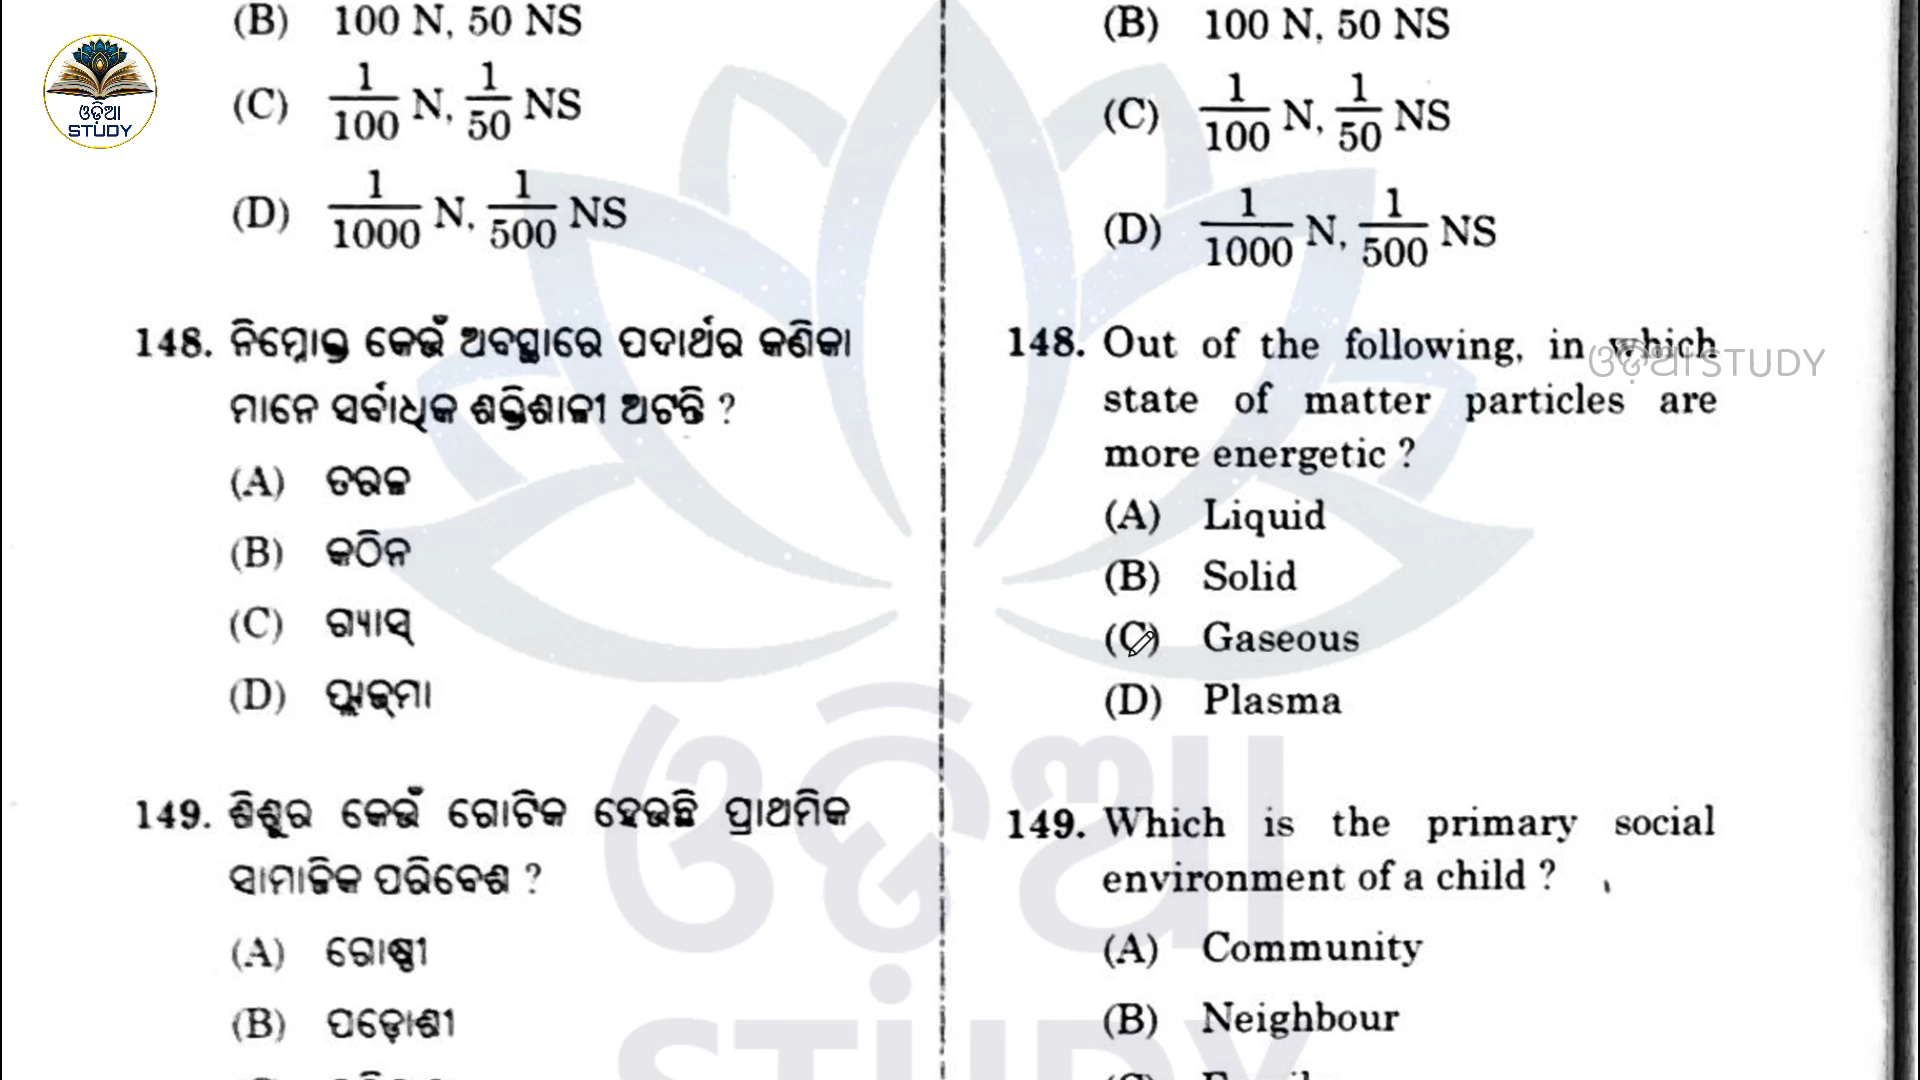 ଓଡ଼ିଆ
STUDY
(B) 100 N, 50 NS
(C) 1/100 N, 1/50 NS
(D) 1/1000 N, 1/500 NS
148. ନିମ୍ନୋକ୍ତ କେଉଁ ଅବସ୍ଥାରେ ପଦାର୍ଥର କଣିକା
ମାନେ ସର୍ବାଧିକ ଶକ୍ତିଶାଳୀ ଅଟନ୍ତି ?
(A) ତରଳ
(B) କଠିନ
(C) ଗ୍ୟାସ୍
(D) ପ୍ଲାଜ୍ମା
149. ଶିଶୁର କେଉଁ ଗୋଟିକ ହେଉଛି ପ୍ରାଥମିକ
ସାମାଜିକ ପରିବେଶ ?
(A) ଗୋଷ୍ଠୀ
(B) ପଡ଼ୋଶୀ
(B) 100 N, 50 NS
(C) 1/100 N, 1/50 NS
(D) 1/1000 N, 1/500 NS
148. Out of the following, in which
state of matter particles are
more energetic ?
(A) Liquid
(B) Solid
(C) Gaseous
(D) Plasma
149. Which is the primary social
environment of a child ?
(A) Community
(B) Neighbour
ଓଡ଼ିଆ STUDY
ଓଡ଼ିଆ
STUDY